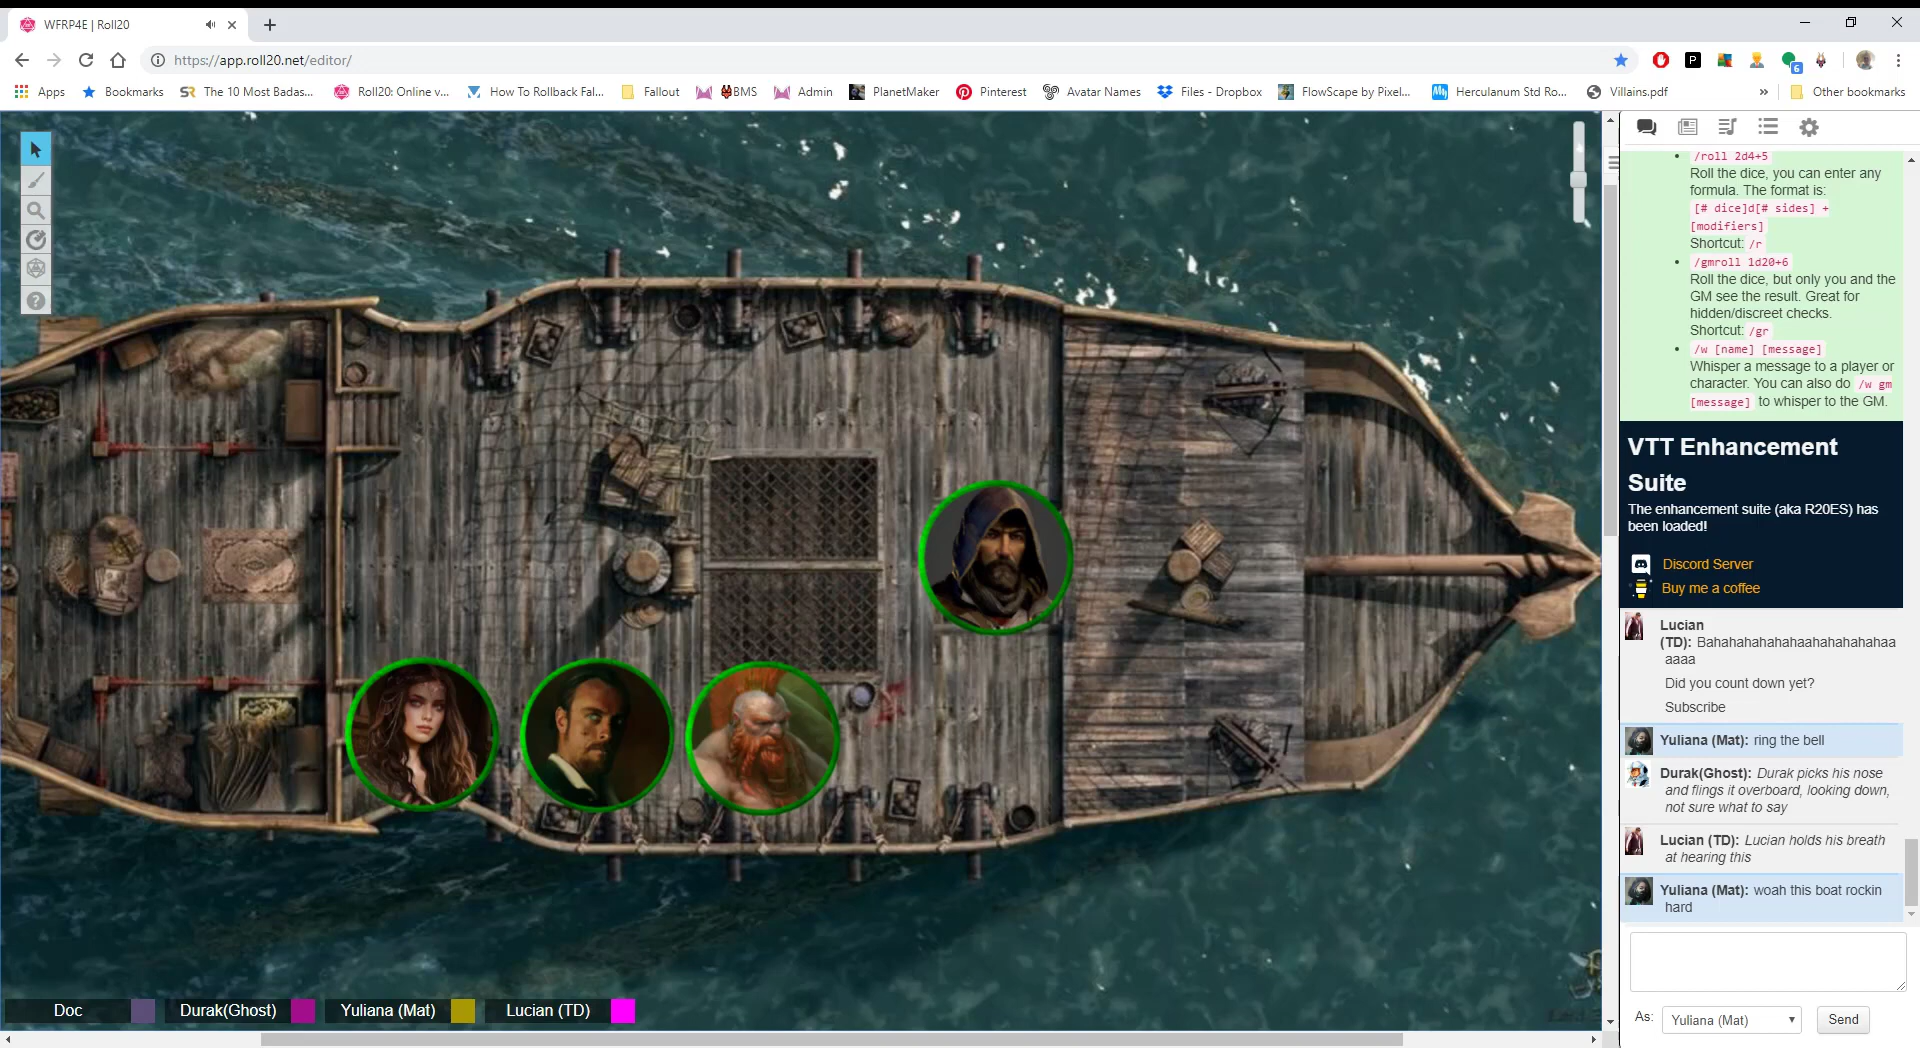 WFRP4E | Roll20
https://app.roll20.net/editor/
6
Apps
Bookmarks
The 10 Most Badas...
Roll20: Online v...
How To Rollback Fal...
Fallout
BMS
Admin
PlanetMaker
Pinterest
Avatar Names
Files - Dropbox
FlowScape by Pixel...
Herculanum Std Ro...
Villains.pdf
»
Other bookmarks
/roll 2d4+5
Roll the dice, you can enter any
formula. The format is:
[# dice]d[# sides] +
[modifiers]
Shortcut: /r
/gmroll 1d20+6
Roll the dice, but only you and the
GM see the result. Great for
hidden/discreet checks.
Shortcut: /gr
/w [name] [message]
Whisper a message to a player or
character. You can also do /w gm
[message] to whisper to the GM.
VTT Enhancement
Suite
The enhancement suite (aka R20ES) has
been loaded!
Discord Server
Buy me a coffee
Lucian
(TD): Bahahahahahahaahahahahahaa
aaaa
Did you count down yet?
Subscribe
Yuliana (Mat): ring the bell
Durak(Ghost): Durak picks his nose
and flings it overboard, looking down,
not sure what to say
Lucian (TD): Lucian holds his breath
at hearing this
Yuliana (Mat): woah this boat rockin
hard
As: Yuliana (Mat)
Send
Doc
Durak(Ghost)
Yuliana (Mat)
Lucian (TD)